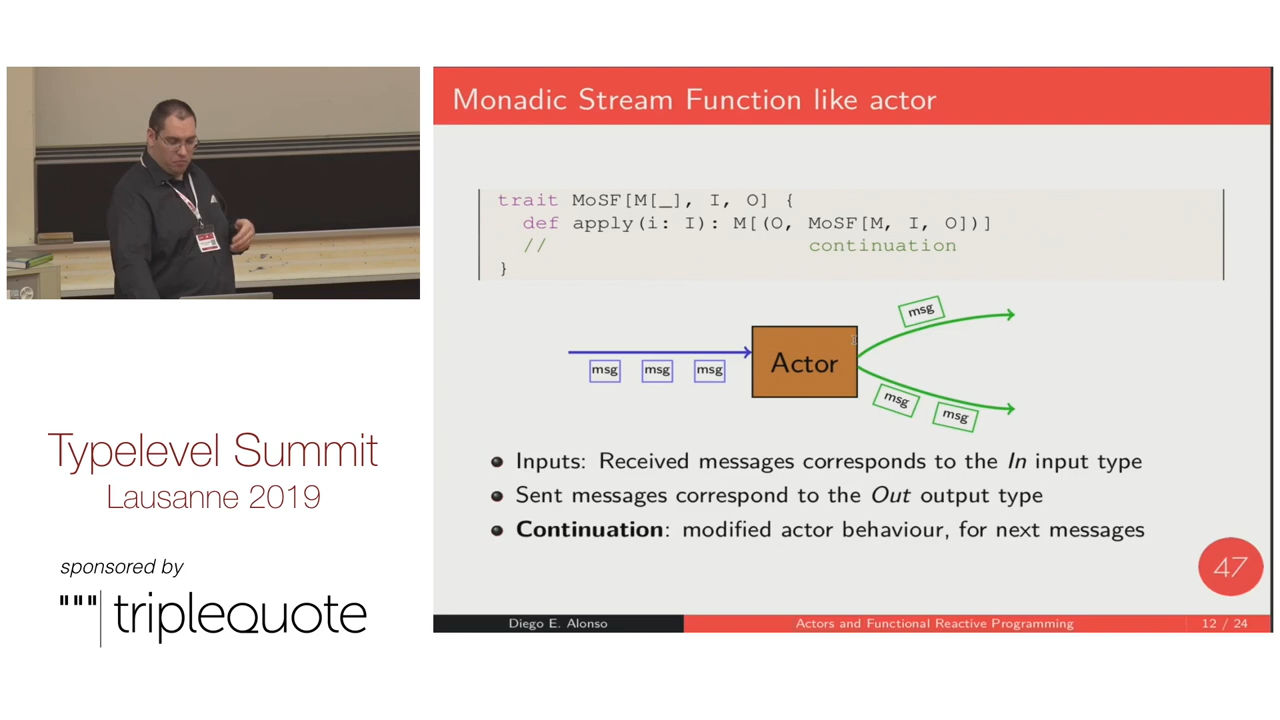 Monadic Stream Function like actor
trait MoSF[M[_], I, O] {
def apply(i: I): M[(O, MoSF[M, I, O])]
// continuation
}
msg
msg msg msg
Actor
msg
msg
Inputs: Received messages corresponds to the In input type
Sent messages correspond to the Out output type
Continuation: modified actor behaviour, for next messages
47
Diego E. Alonso
Actors and Functional Reactive Programming
12 / 24
Typelevel Summit
Lausanne 2019
sponsored by
"""|triplequote